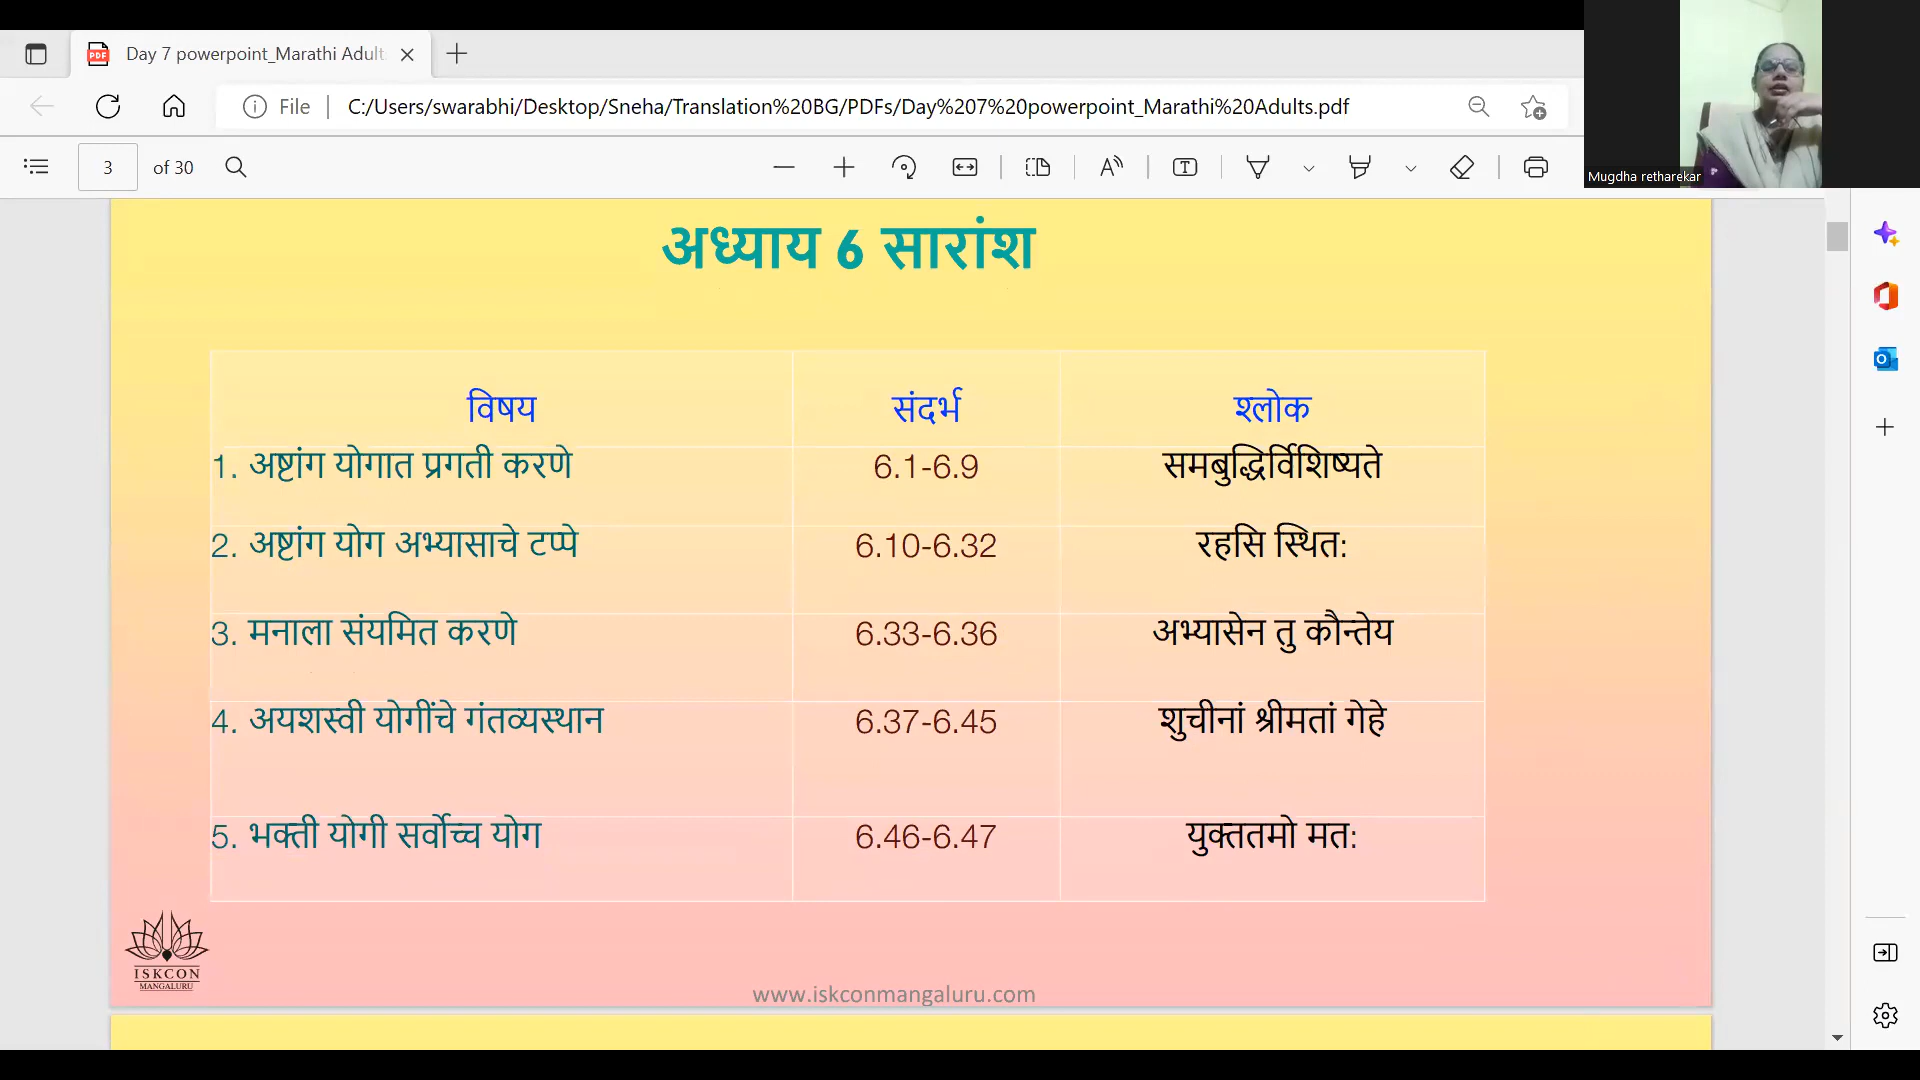 Day 7 powerpoint_Marathi Adult
File
C:/Users/swarabhi/Desktop/Sneha/Translation%20BG/PDFs/Day%207%20powerpoint_Marathi%20Adults.pdf
Mugdha retharekar
3 of 30
अध्याय 6 सारांश
विषय संदर्भ श्लोक
1. अष्टांग योगात प्रगती करणे 6.1-6.9 समबुद्धिर्विशिष्यते
2. अष्टांग योग अभ्यासाचे टप्पे 6.10-6.32 रहसि स्थित:
3. मनाला संयमित करणे 6.33-6.36 अभ्यासेन तु कौन्तेय
4. अयशस्वी योगींचे गंतव्यस्थान 6.37-6.45 शुचीनां श्रीमतां गेहे
5. भक्ती योगी सर्वोच्च योग 6.46-6.47 युक्ततमो मत:
ISKCON
MANGALURU
www.iskconmangaluru.com